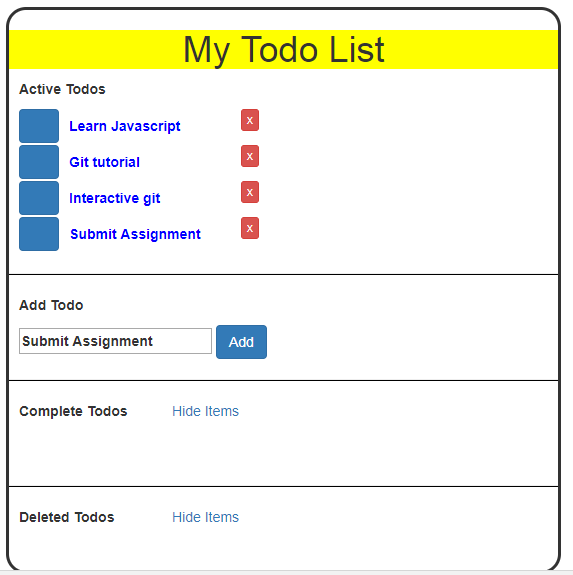 My Todo List
Active Todos
Learn Javascript x
Git tutorial x
Interactive git x
Submit Assignment x
Add Todo
Submit Assignment Add
Complete Todos Hide Items
Deleted Todos Hide Items